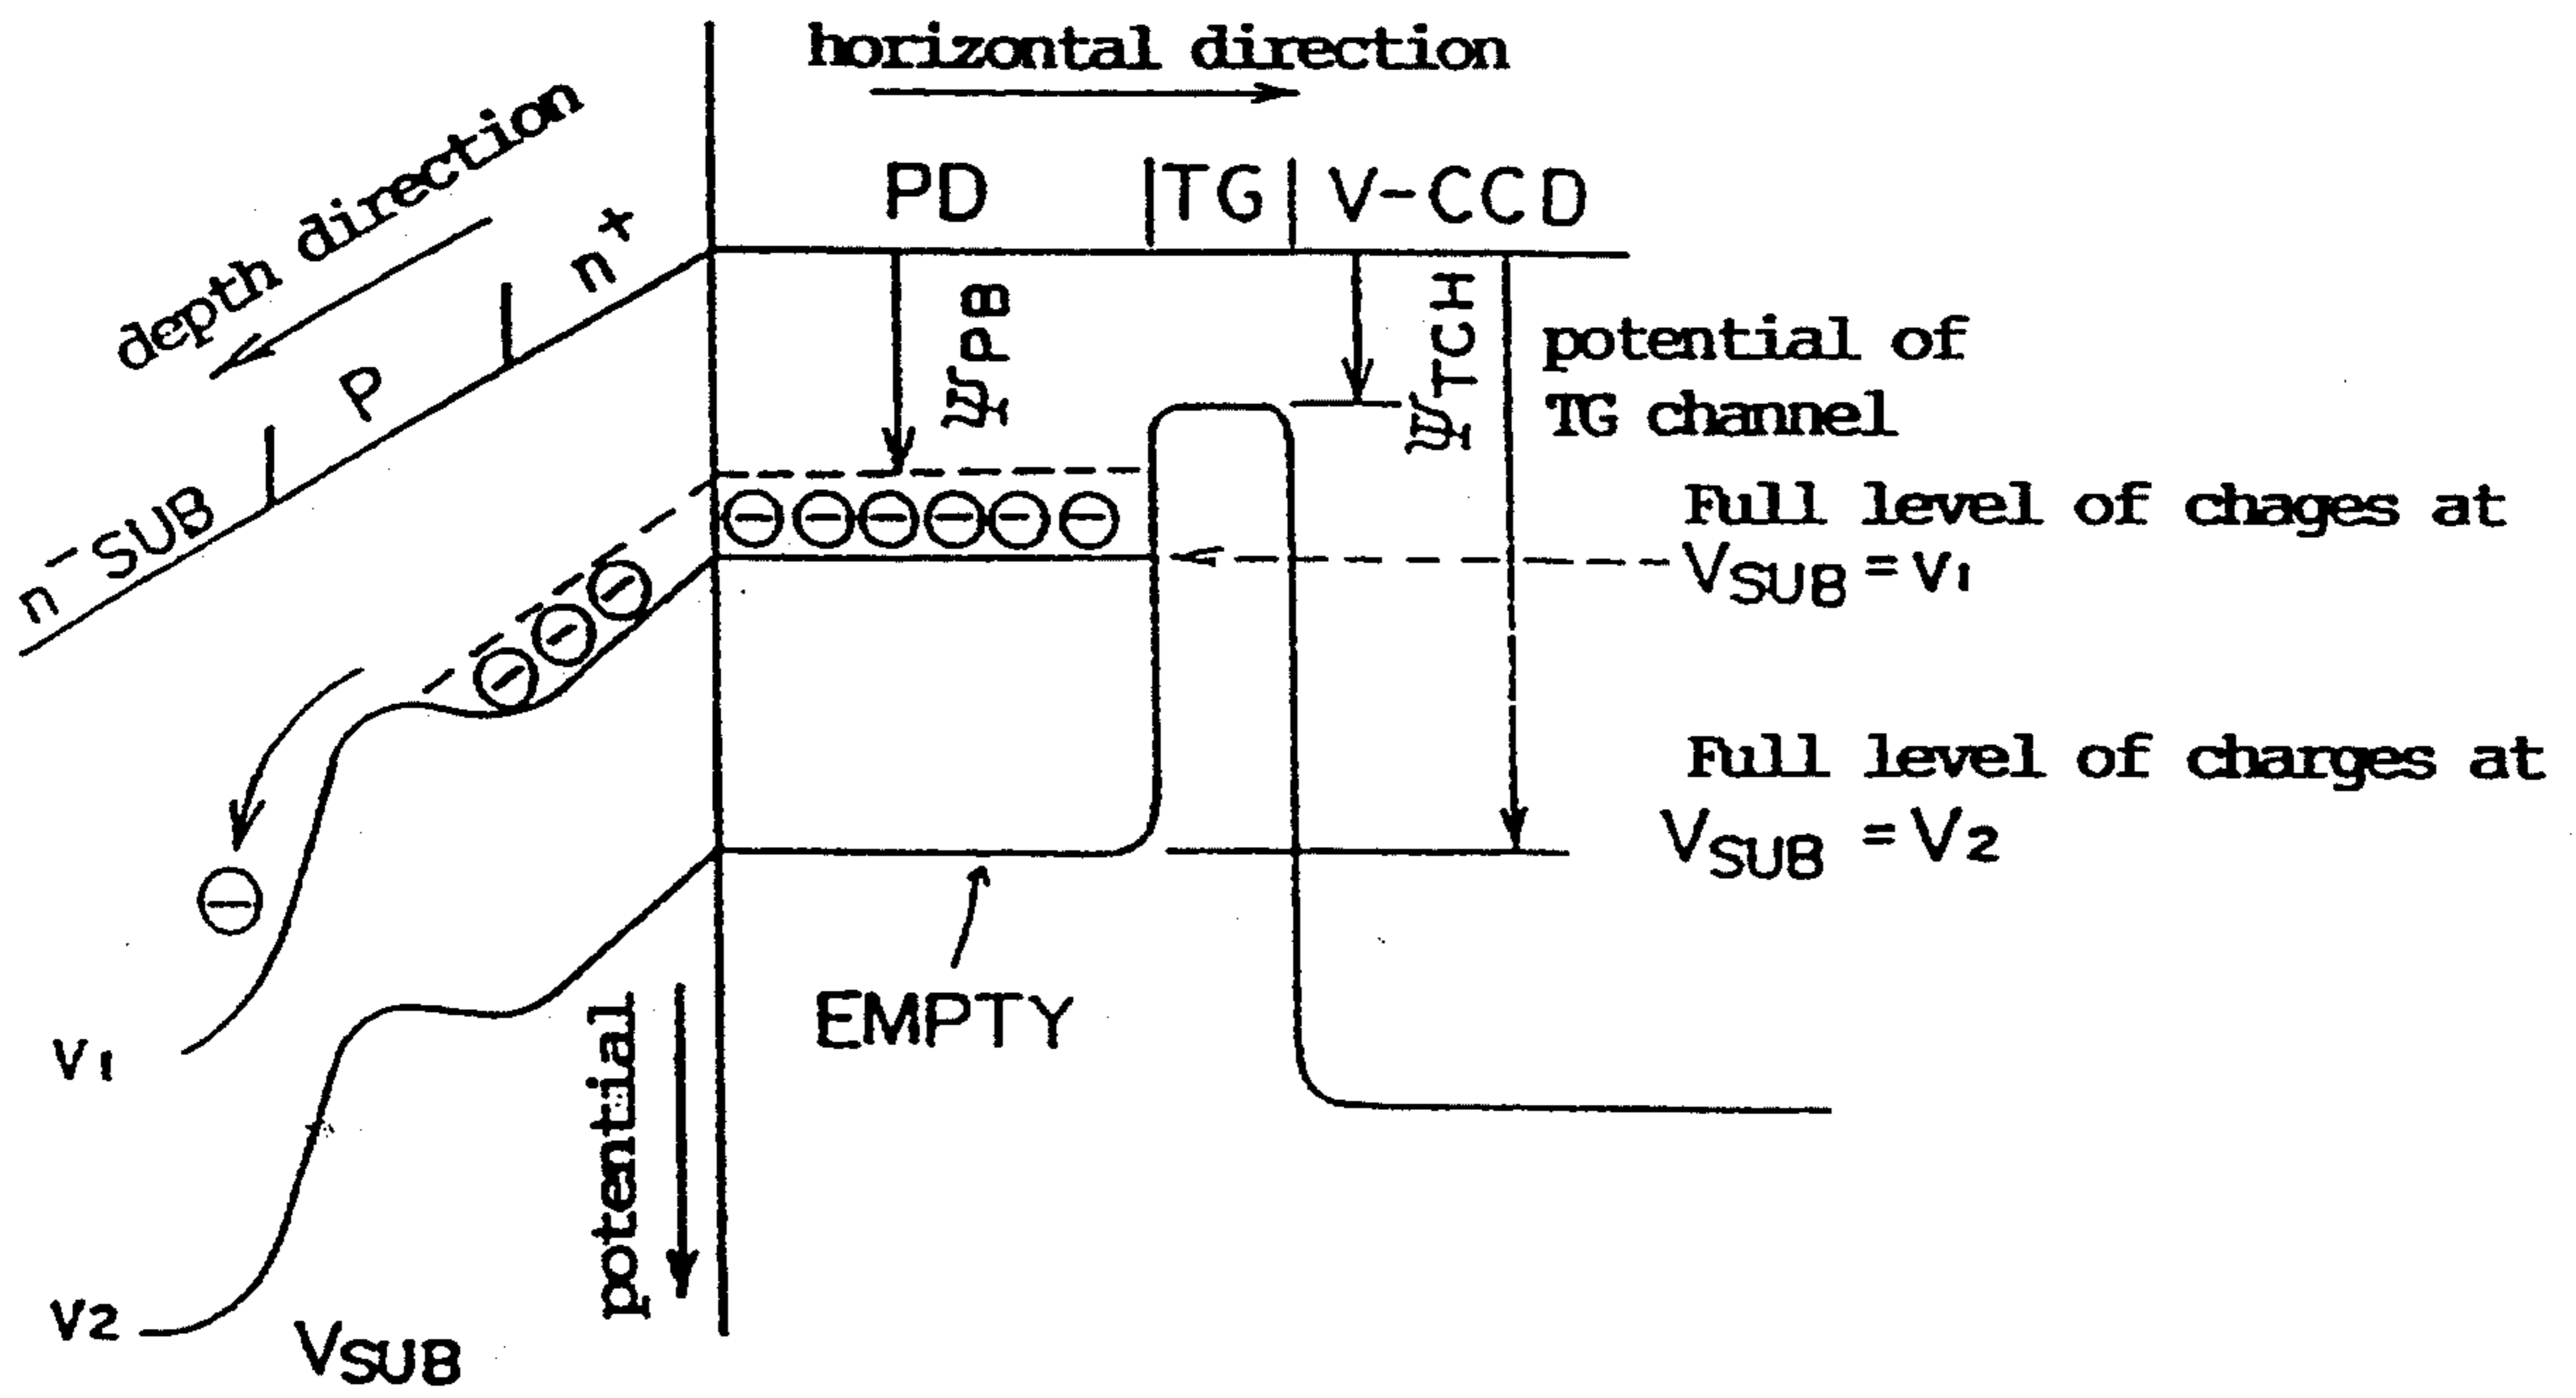 horizontal direction
depth direction
PD
TG
V-CCD
n+
P
n-SUB
ΨPB
ΨTCH
potential of
TG channel
Full level of chages at
VSUB = V1
Full level of charges at
VSUB = V2
EMPTY
potential
V1
V2
VSUB